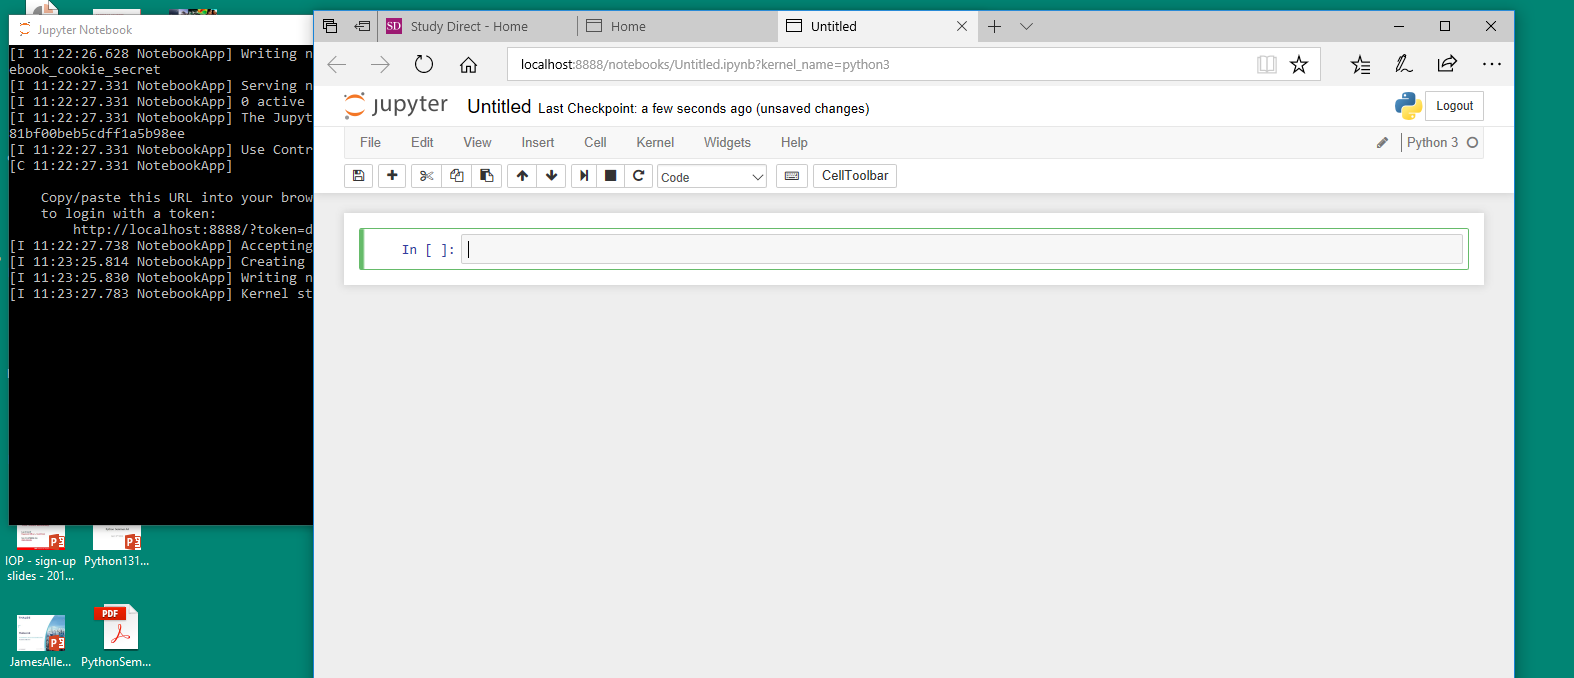 Jupyter Notebook
[I 11:22:26.628 NotebookApp] Writing n
ebook_cookie_secret
[I 11:22:27.331 NotebookApp] Serving n
[I 11:22:27.331 NotebookApp] 0 active
[I 11:22:27.331 NotebookApp] The Jupyt
81bf00beb5cdff1a5b98ee
[I 11:22:27.331 NotebookApp] Use Contr
[C 11:22:27.331 NotebookApp]
Copy/paste this URL into your brow
to login with a token:
http://localhost:8888/?token=d
[I 11:22:27.738 NotebookApp] Accepting
[I 11:23:25.814 NotebookApp] Creating
[I 11:23:25.830 NotebookApp] Writing n
[I 11:23:27.783 NotebookApp] Kernel st
SD Study Direct - Home
Home
Untitled
localhost:8888/notebooks/Untitled.ipynb?kernel_name=python3
jupyter Untitled Last Checkpoint: a few seconds ago (unsaved changes)
Logout
File Edit View Insert Cell Kernel Widgets Help
Python 3
Code
CellToolbar
In [ ]:
IOP - sign-up
slides - 201...
Python131...
PDF
JamesAlle...
PythonSem...